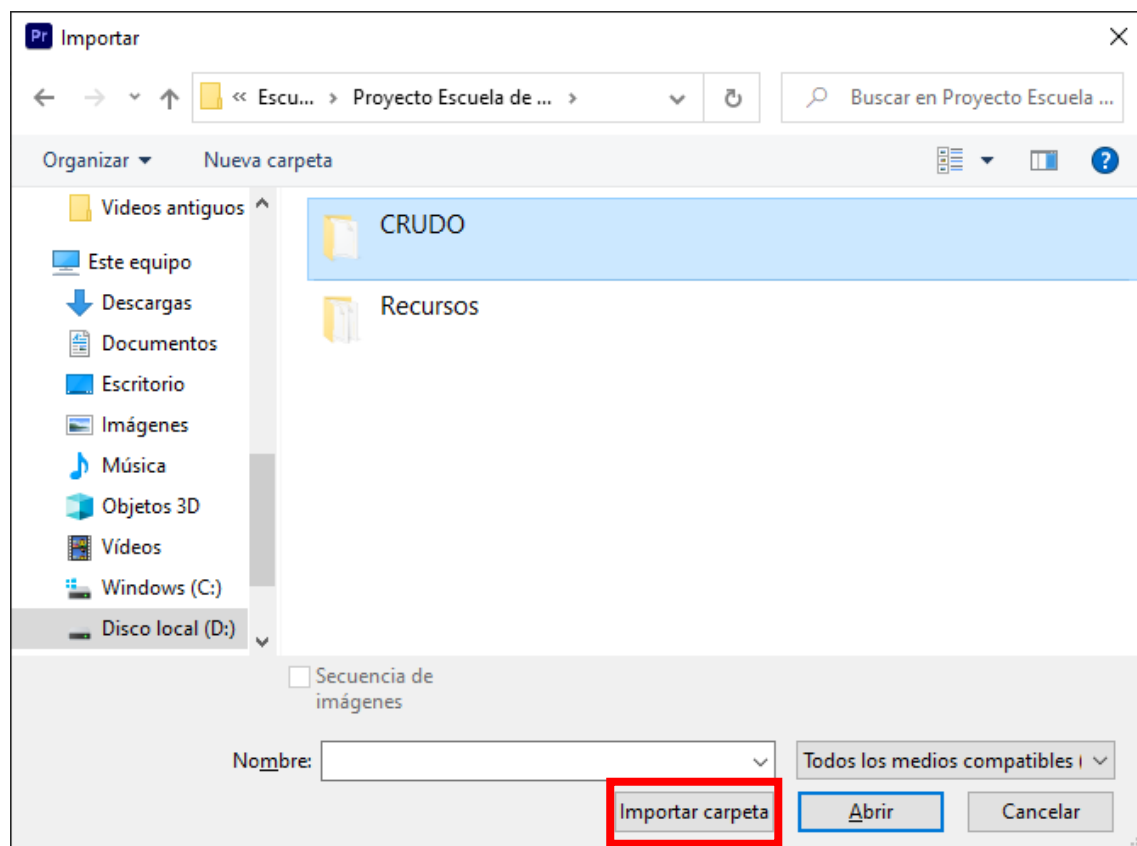 Pr Importar
« Escu... › Proyecto Escuela de ... ›
Buscar en Proyecto Escuela ...
Organizar
Nueva carpeta
?
Videos antiguos
Este equipo
Descargas
Documentos
Escritorio
Imágenes
Música
Objetos 3D
Vídeos
Windows (C:)
Disco local (D:)
CRUDO
Recursos
Secuencia de
imágenes
Nombre:
Todos los medios compatibles (
Importar carpeta
Abrir
Cancelar